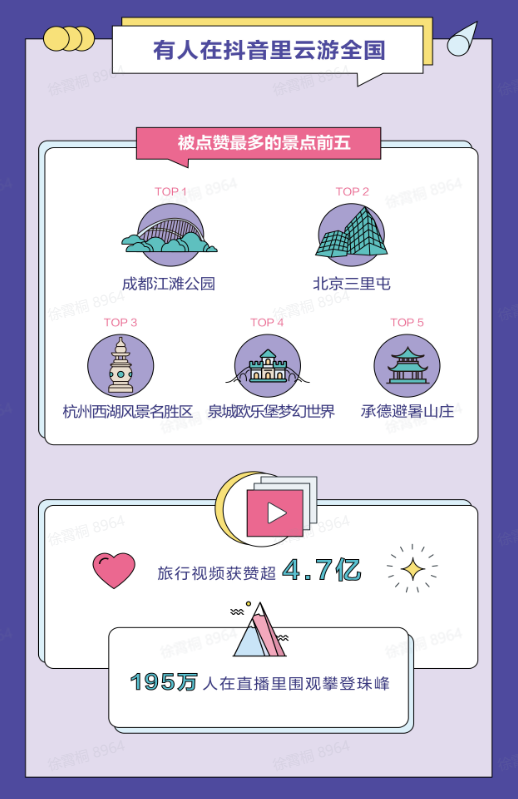 有人在抖音里云游全国
被点赞最多的景点前五
TOP 1
TOP 2
成都江滩公园
北京三里屯
TOP 3
TOP 4
TOP 5
杭州西湖风景名胜区
泉城欧乐堡梦幻世界
承德避暑山庄
旅行视频获赞超 4.7亿
195万 人在直播里围观攀登珠峰
徐霄桐 8964